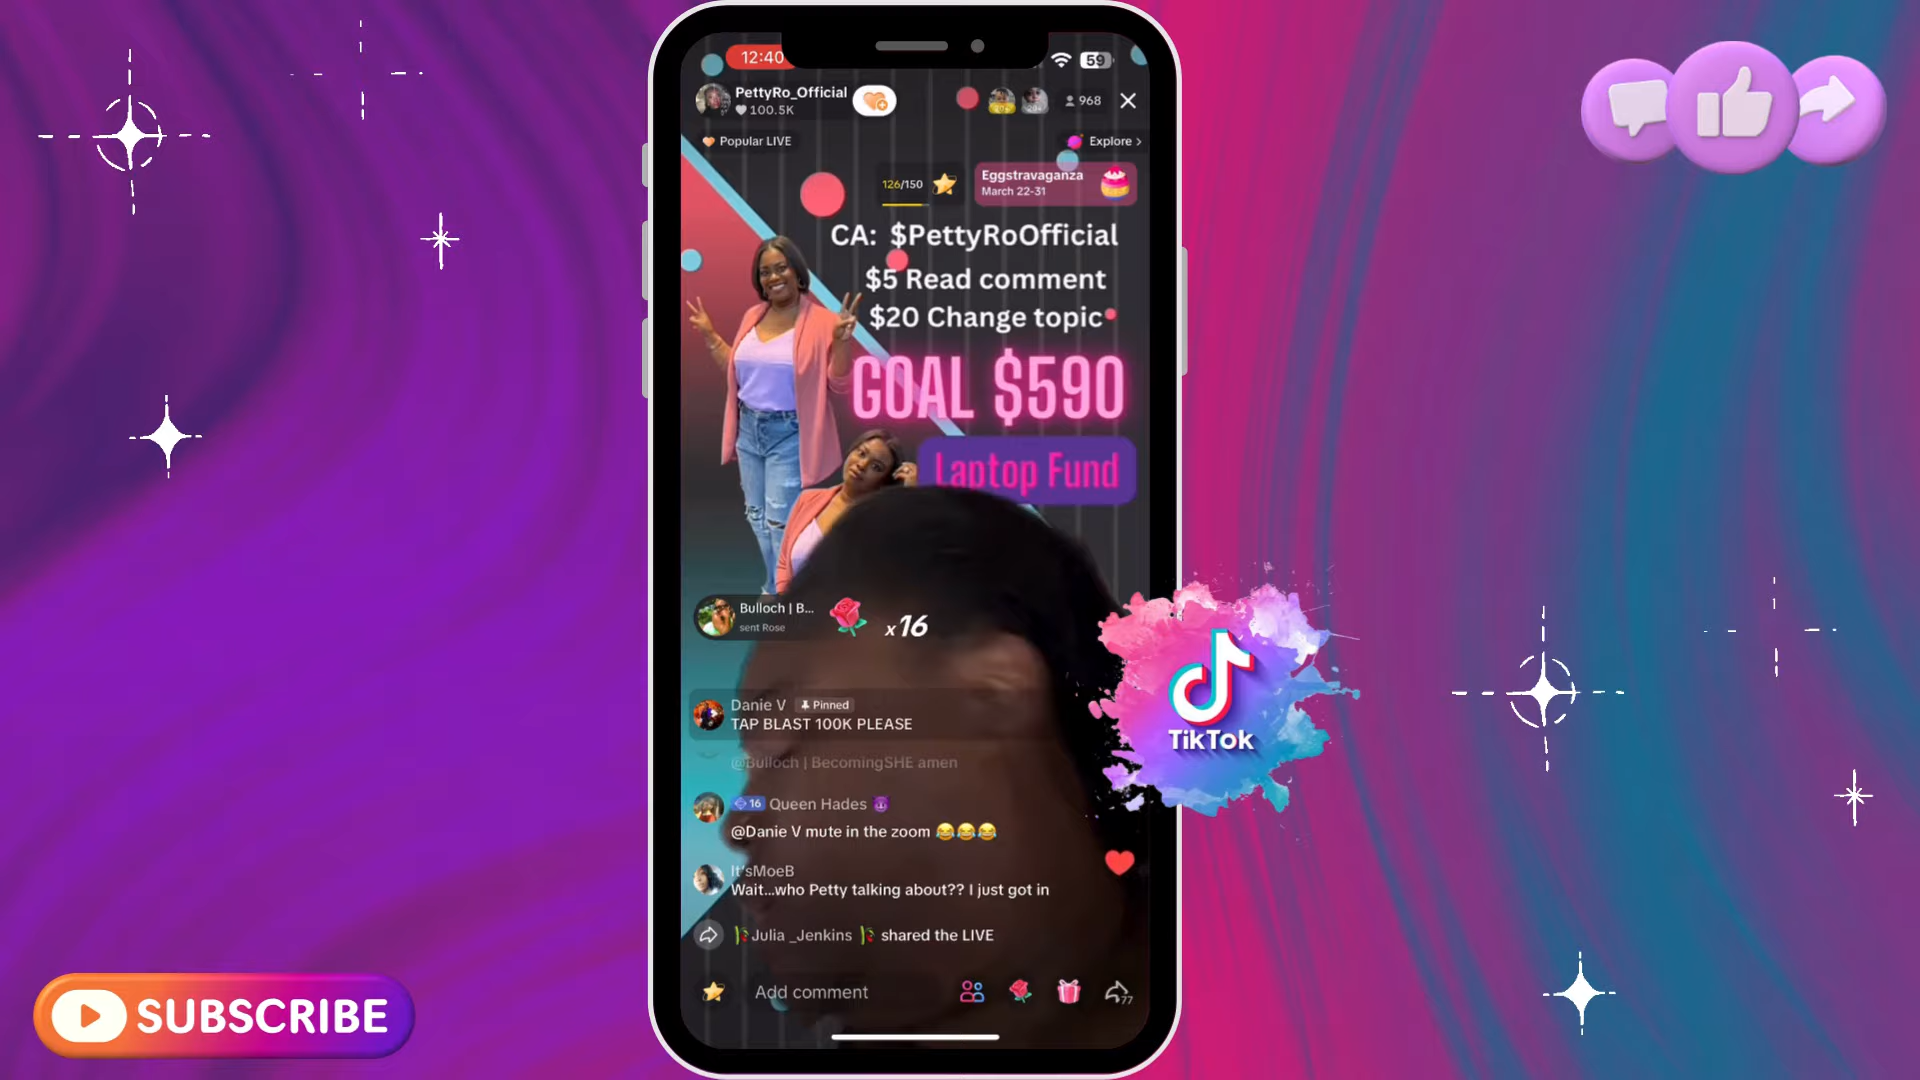 12:40
59
PettyRo_Official
100.5K
968
Popular LIVE
Explore >
126/150
Eggstravaganza
March 22-31
CA: $PettyRoOfficial
$5 Read comment
$20 Change topic
GOAL $590
Laptop Fund
Bulloch | B...
sent Rose
x16
Danie V Pinned
TAP BLAST 100K PLEASE
@Bulloch | BecomingSHE amen
16 Queen Hades 😈
@Danie V mute in the zoom 😂😂😂
It'sMoeB
Wait...who Petty talking about?? I just got in
Julia _Jenkins shared the LIVE
Add comment
77
TikTok
SUBSCRIBE